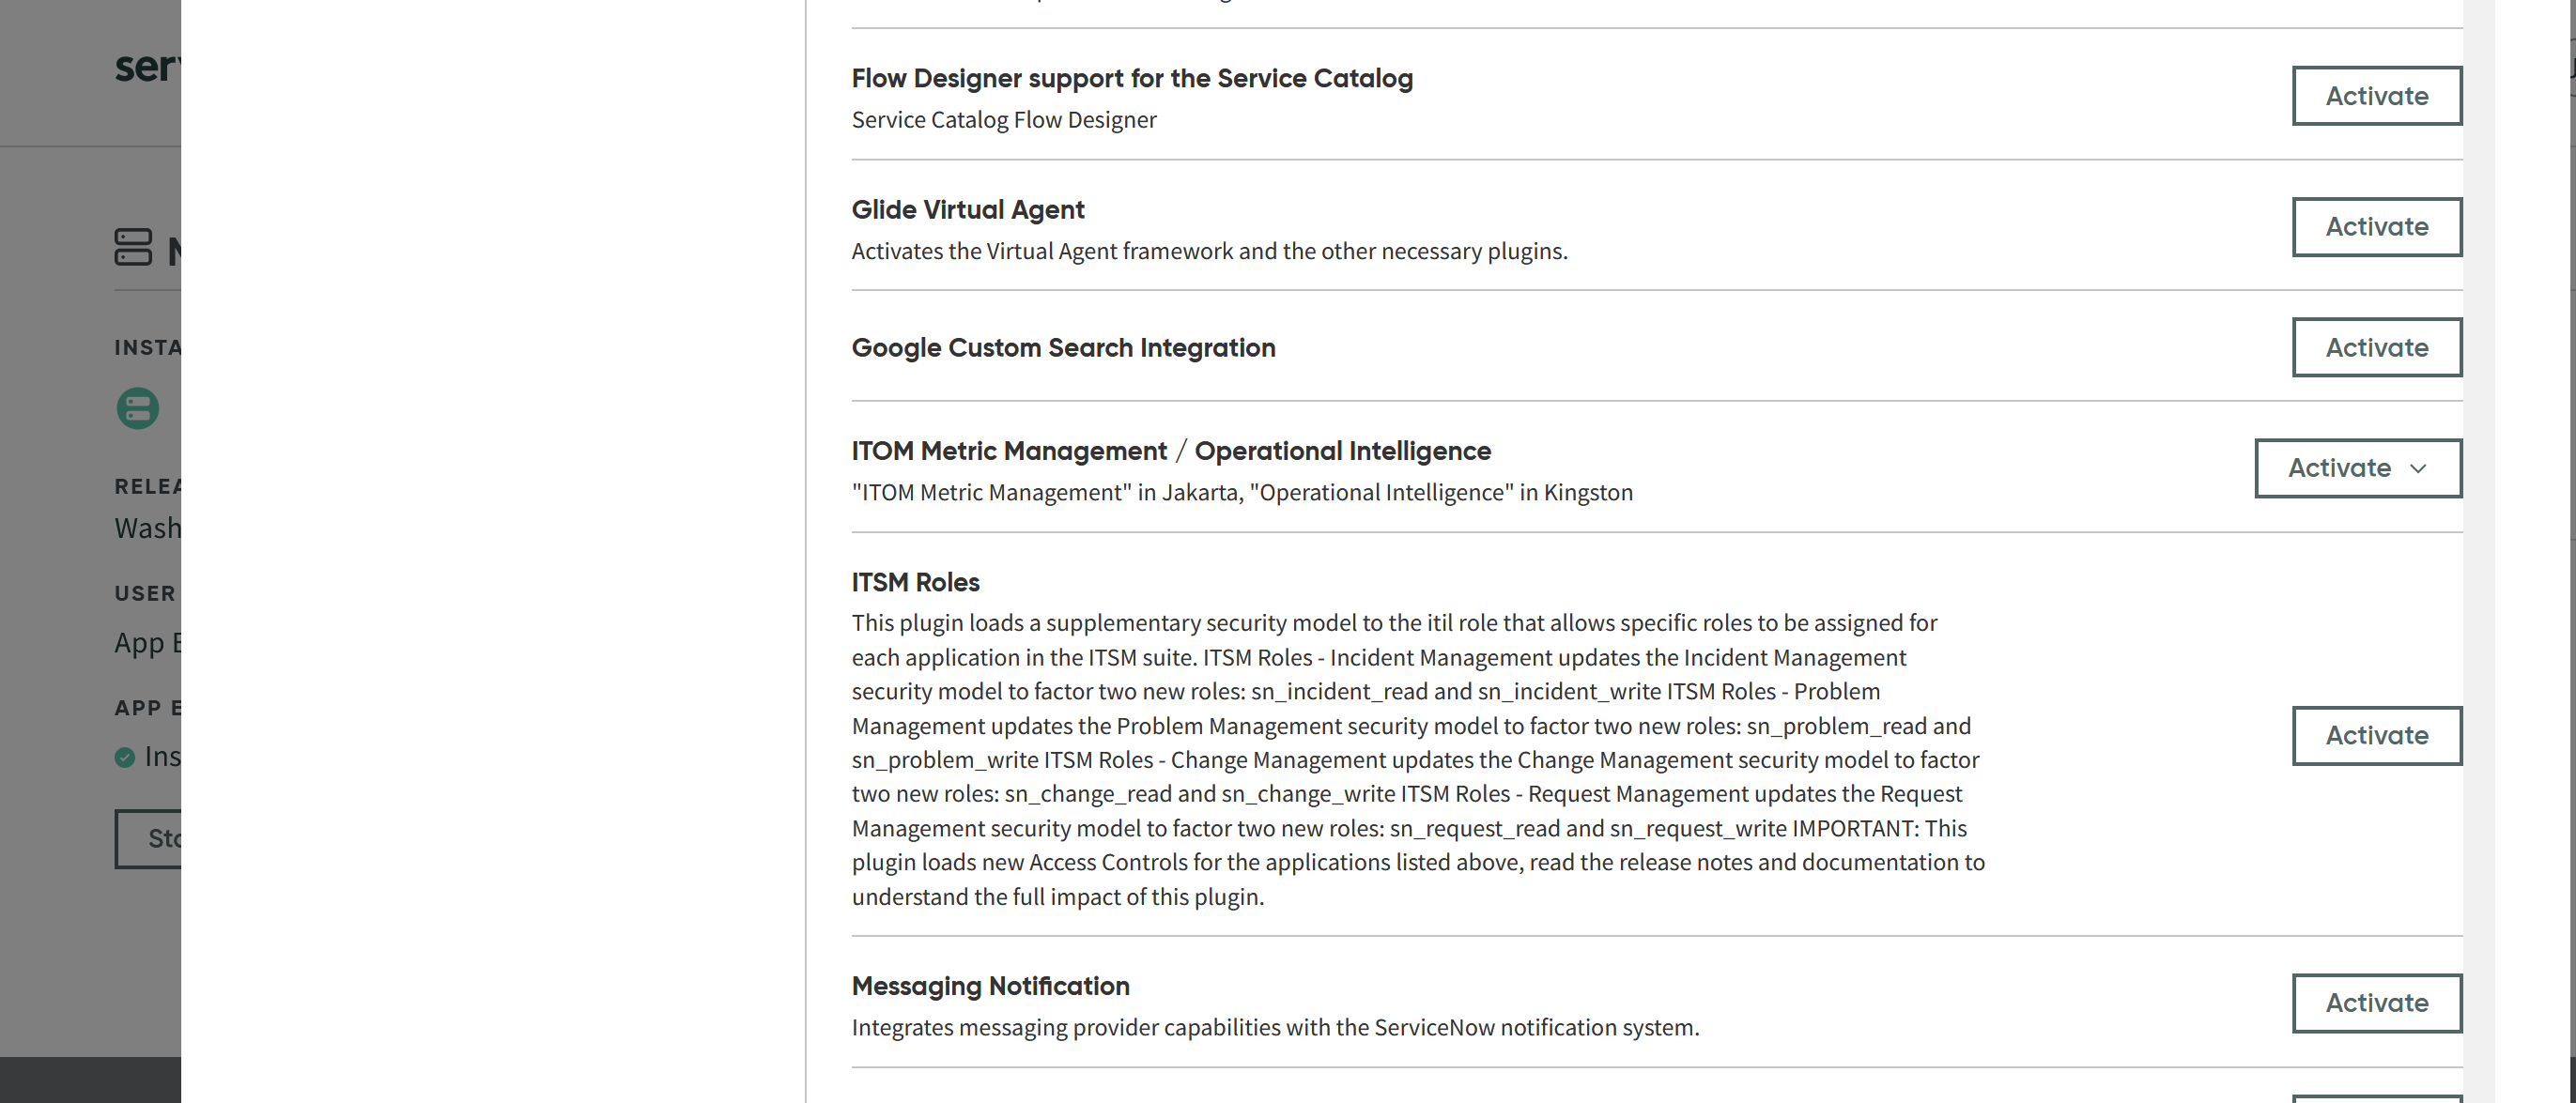 serv
INSTA
RELEA
Wash
USER
App E
APP E
Ins
Sto
Flow Designer support for the Service Catalog
Service Catalog Flow Designer
Activate
Glide Virtual Agent
Activates the Virtual Agent framework and the other necessary plugins.
Activate
Google Custom Search Integration
Activate
ITOM Metric Management / Operational Intelligence
"ITOM Metric Management" in Jakarta, "Operational Intelligence" in Kingston
Activate
ITSM Roles
This plugin loads a supplementary security model to the itil role that allows specific roles to be assigned for
each application in the ITSM suite. ITSM Roles - Incident Management updates the Incident Management
security model to factor two new roles: sn_incident_read and sn_incident_write ITSM Roles - Problem
Management updates the Problem Management security model to factor two new roles: sn_problem_read and
sn_problem_write ITSM Roles - Change Management updates the Change Management security model to factor
two new roles: sn_change_read and sn_change_write ITSM Roles - Request Management updates the Request
Management security model to factor two new roles: sn_request_read and sn_request_write IMPORTANT: This
plugin loads new Access Controls for the applications listed above, read the release notes and documentation to
understand the full impact of this plugin.
Activate
Messaging Notification
Integrates messaging provider capabilities with the ServiceNow notification system.
Activate